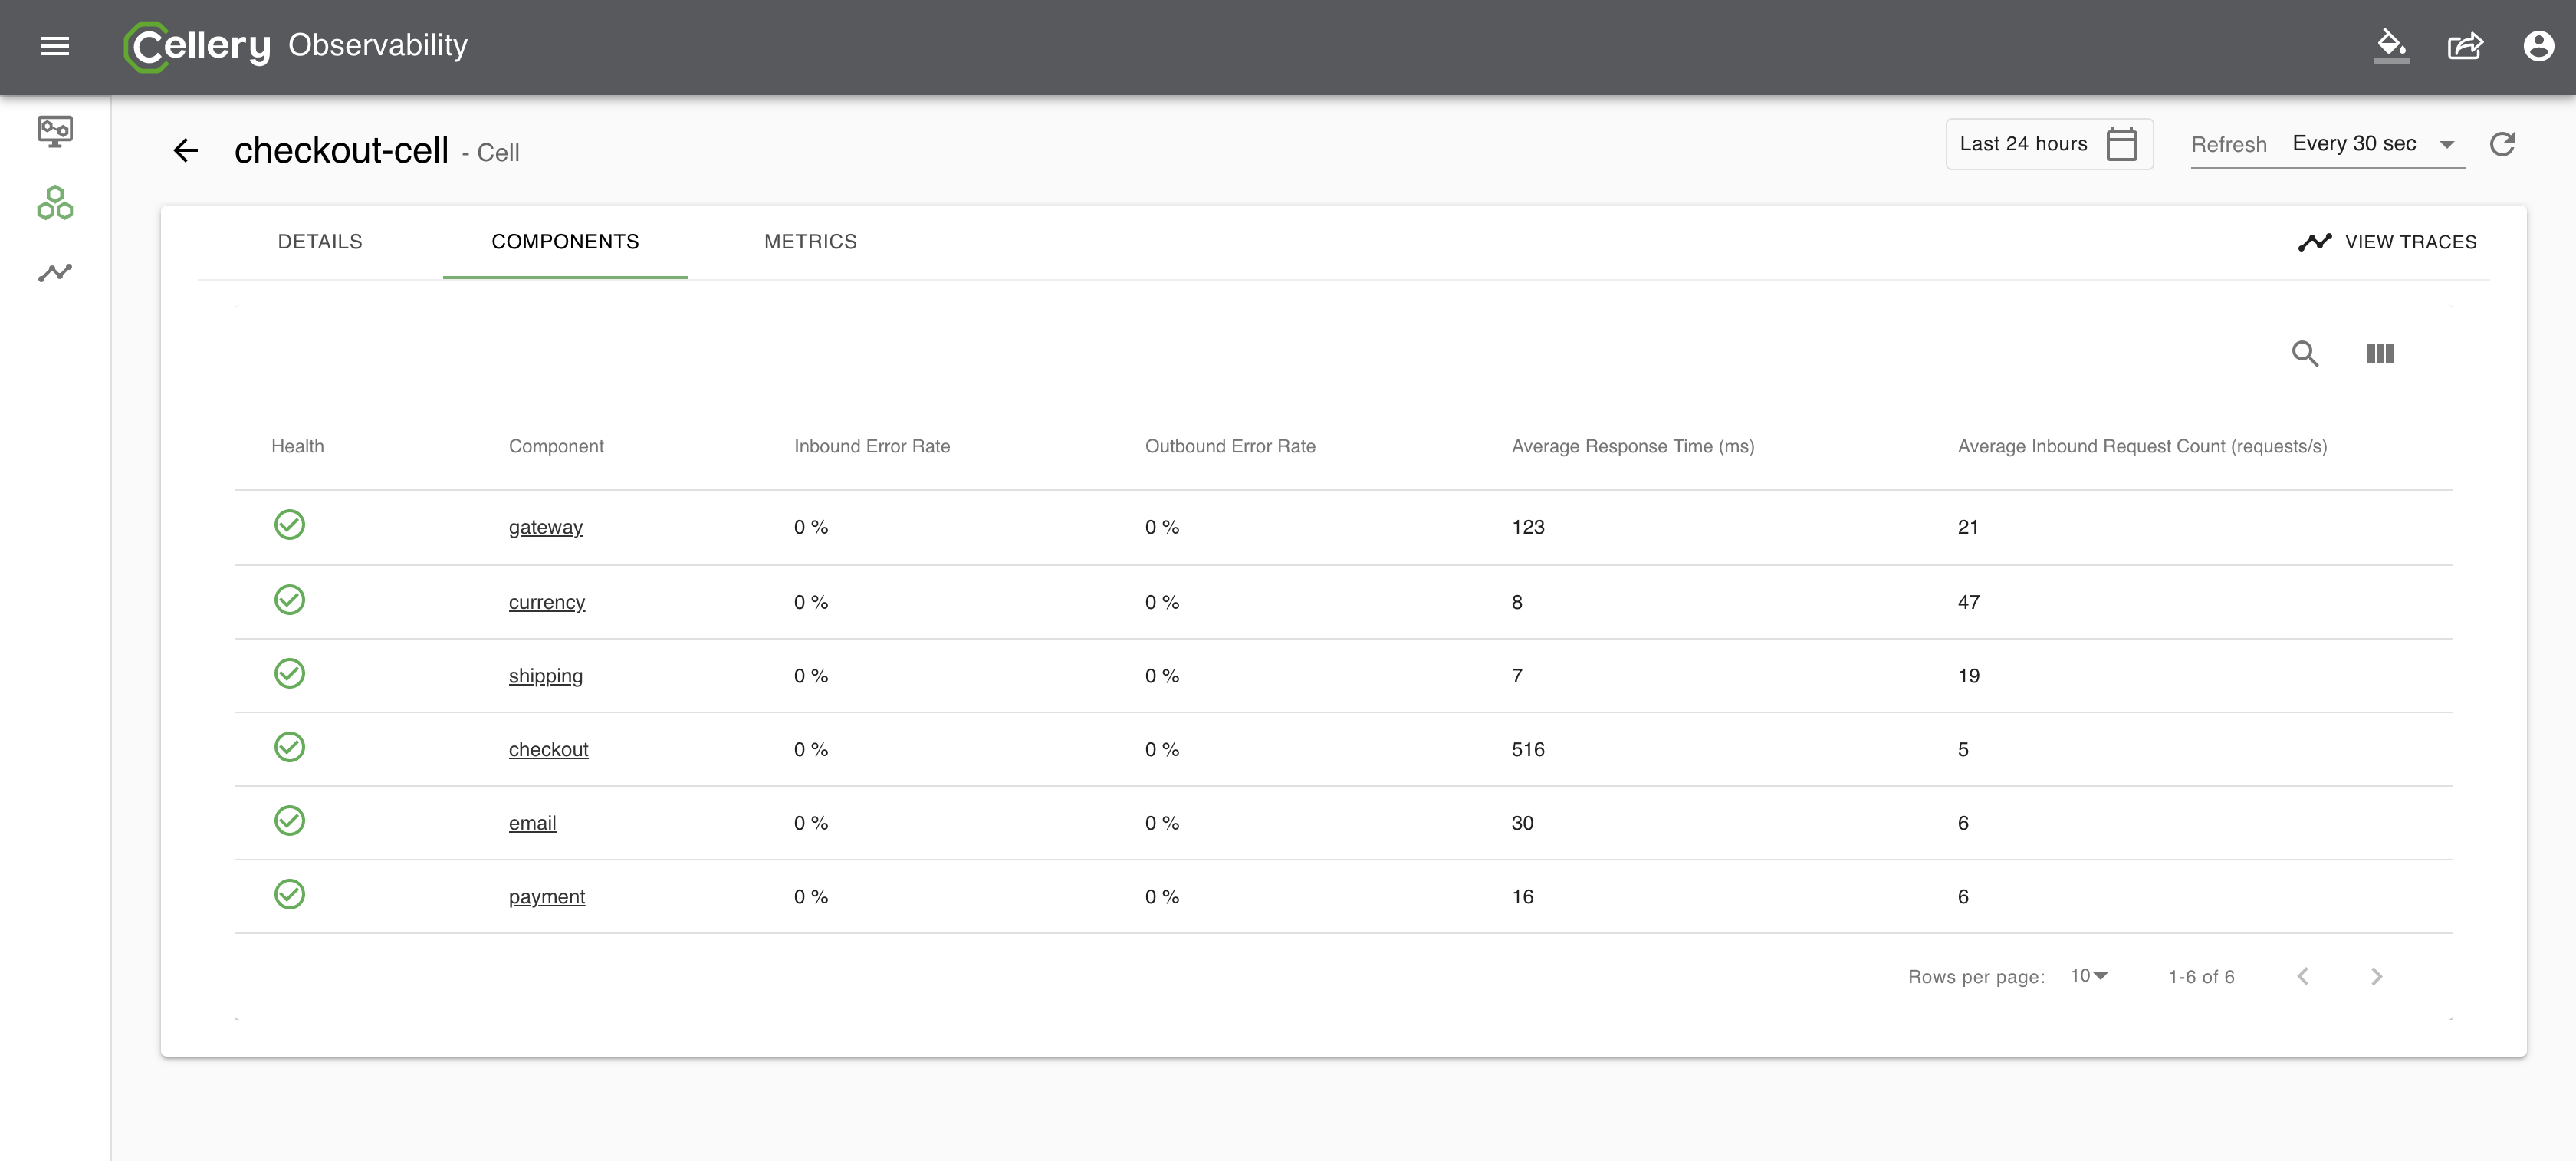 Cellery Observability
checkout-cell - Cell
Last 24 hours
Refresh Every 30 sec
DETAILS COMPONENTS METRICS VIEW TRACES
Health Component Inbound Error Rate Outbound Error Rate Average Response Time (ms) Average Inbound Request Count (requests/s)
gateway 0 % 0 % 123 21
currency 0 % 0 % 8 47
shipping 0 % 0 % 7 19
checkout 0 % 0 % 516 5
email 0 % 0 % 30 6
payment 0 % 0 % 16 6
Rows per page: 10 1-6 of 6